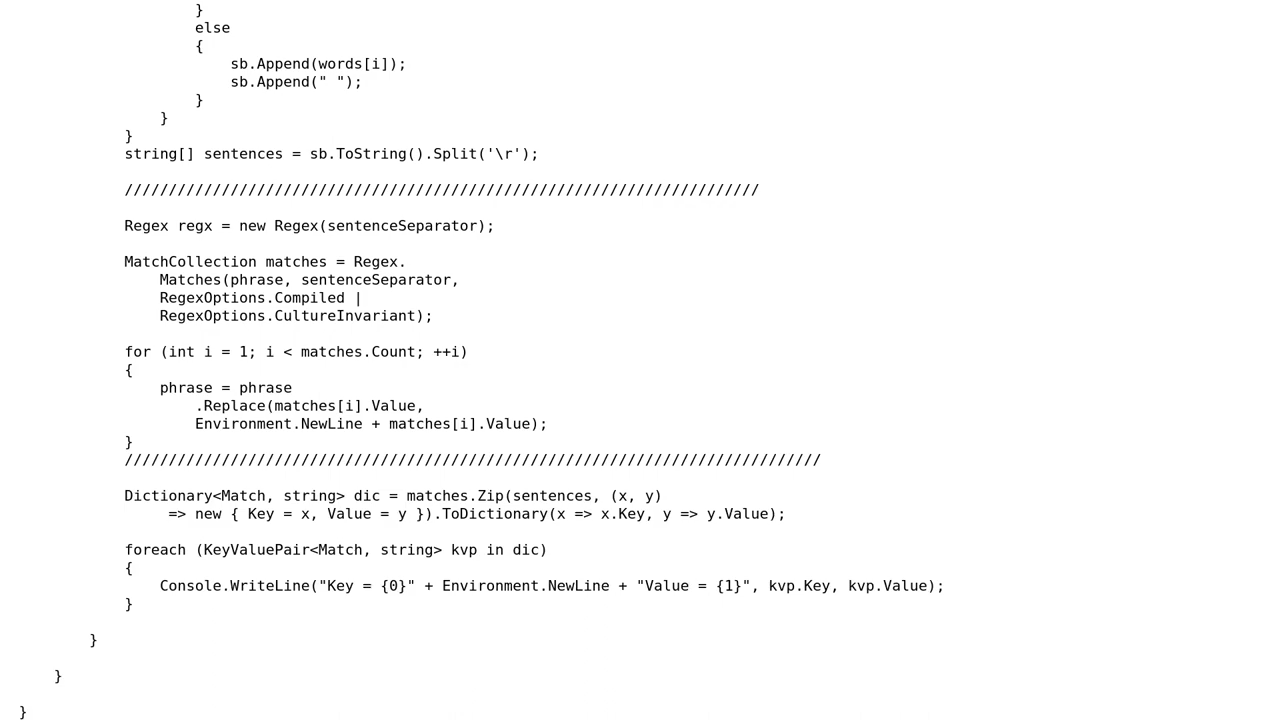 }
else
{
sb.Append(words[i]);
sb.Append(" ");
}
}
}
string[] sentences = sb.ToString().Split('\r');
////////////////////////////////////////////////////////////////////////
Regex regx = new Regex(sentenceSeparator);
MatchCollection matches = Regex.
Matches(phrase, sentenceSeparator,
RegexOptions.Compiled |
RegexOptions.CultureInvariant);
for (int i = 1; i < matches.Count; ++i)
{
phrase = phrase
.Replace(matches[i].Value,
Environment.NewLine + matches[i].Value);
}
///////////////////////////////////////////////////////////////////////////////
Dictionary<Match, string> dic = matches.Zip(sentences, (x, y)
=> new { Key = x, Value = y }).ToDictionary(x => x.Key, y => y.Value);
foreach (KeyValuePair<Match, string> kvp in dic)
{
Console.WriteLine("Key = {0}" + Environment.NewLine + "Value = {1}", kvp.Key, kvp.Value);
}
}
}
}